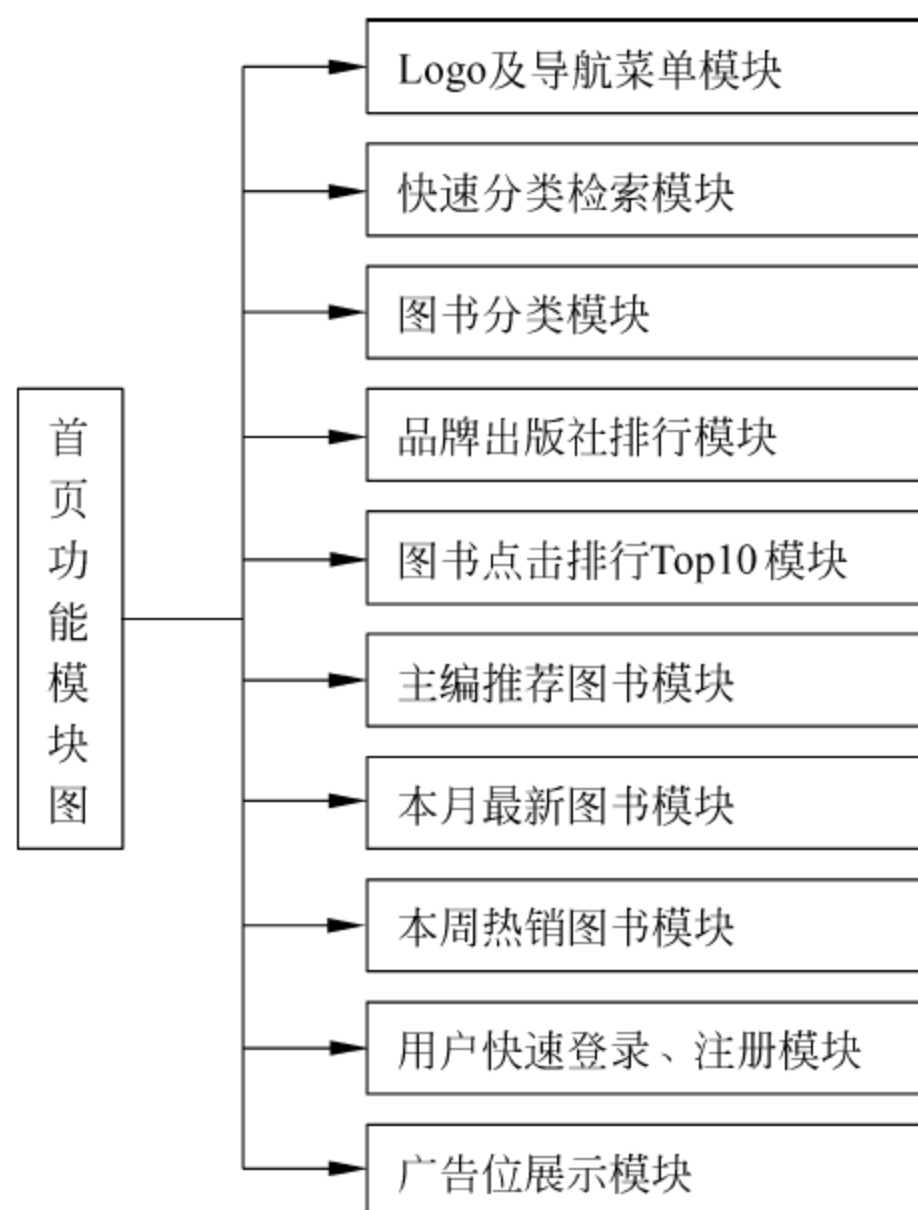 Logo及导航菜单模块
快速分类检索模块
图书分类模块
品牌出版社排行模块
图书点击排行Top10模块
主编推荐图书模块
本月最新图书模块
本周热销图书模块
用户快速登录、注册模块
广告位展示模块
首页功能模块图